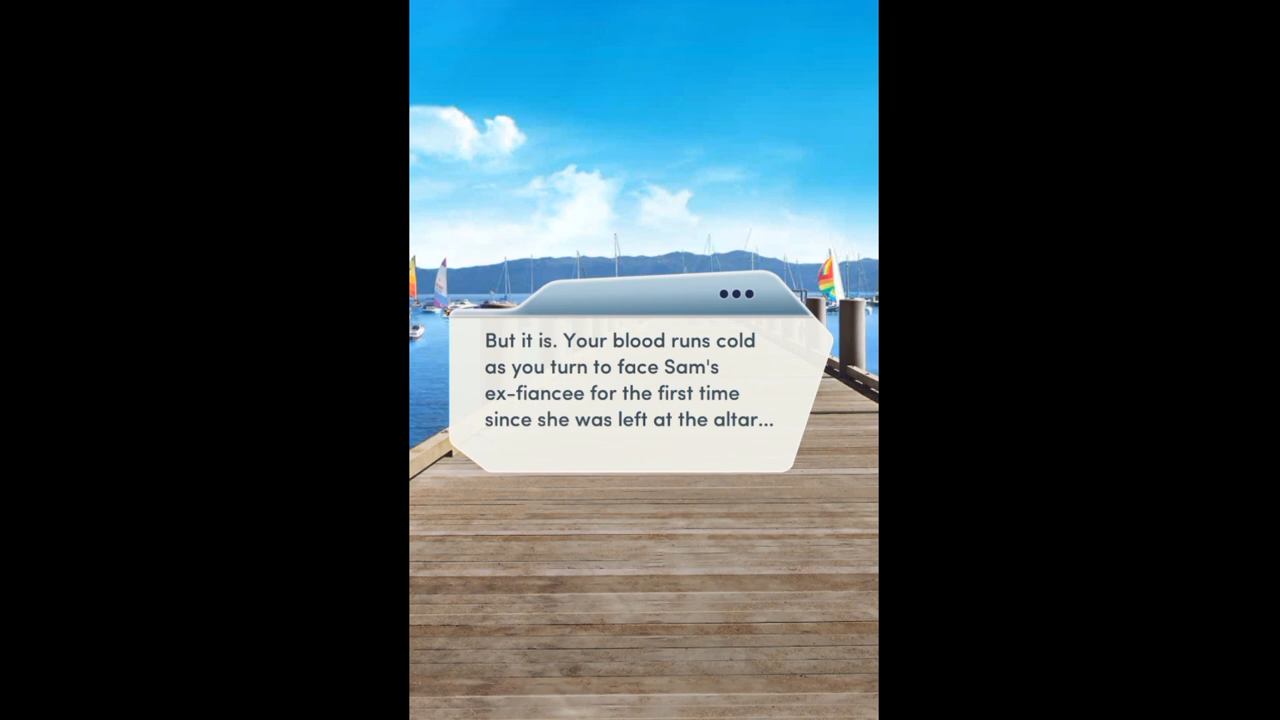 But it is. Your blood runs cold
as you turn to face Sam's
ex-fiancee for the first time
since she was left at the altar...